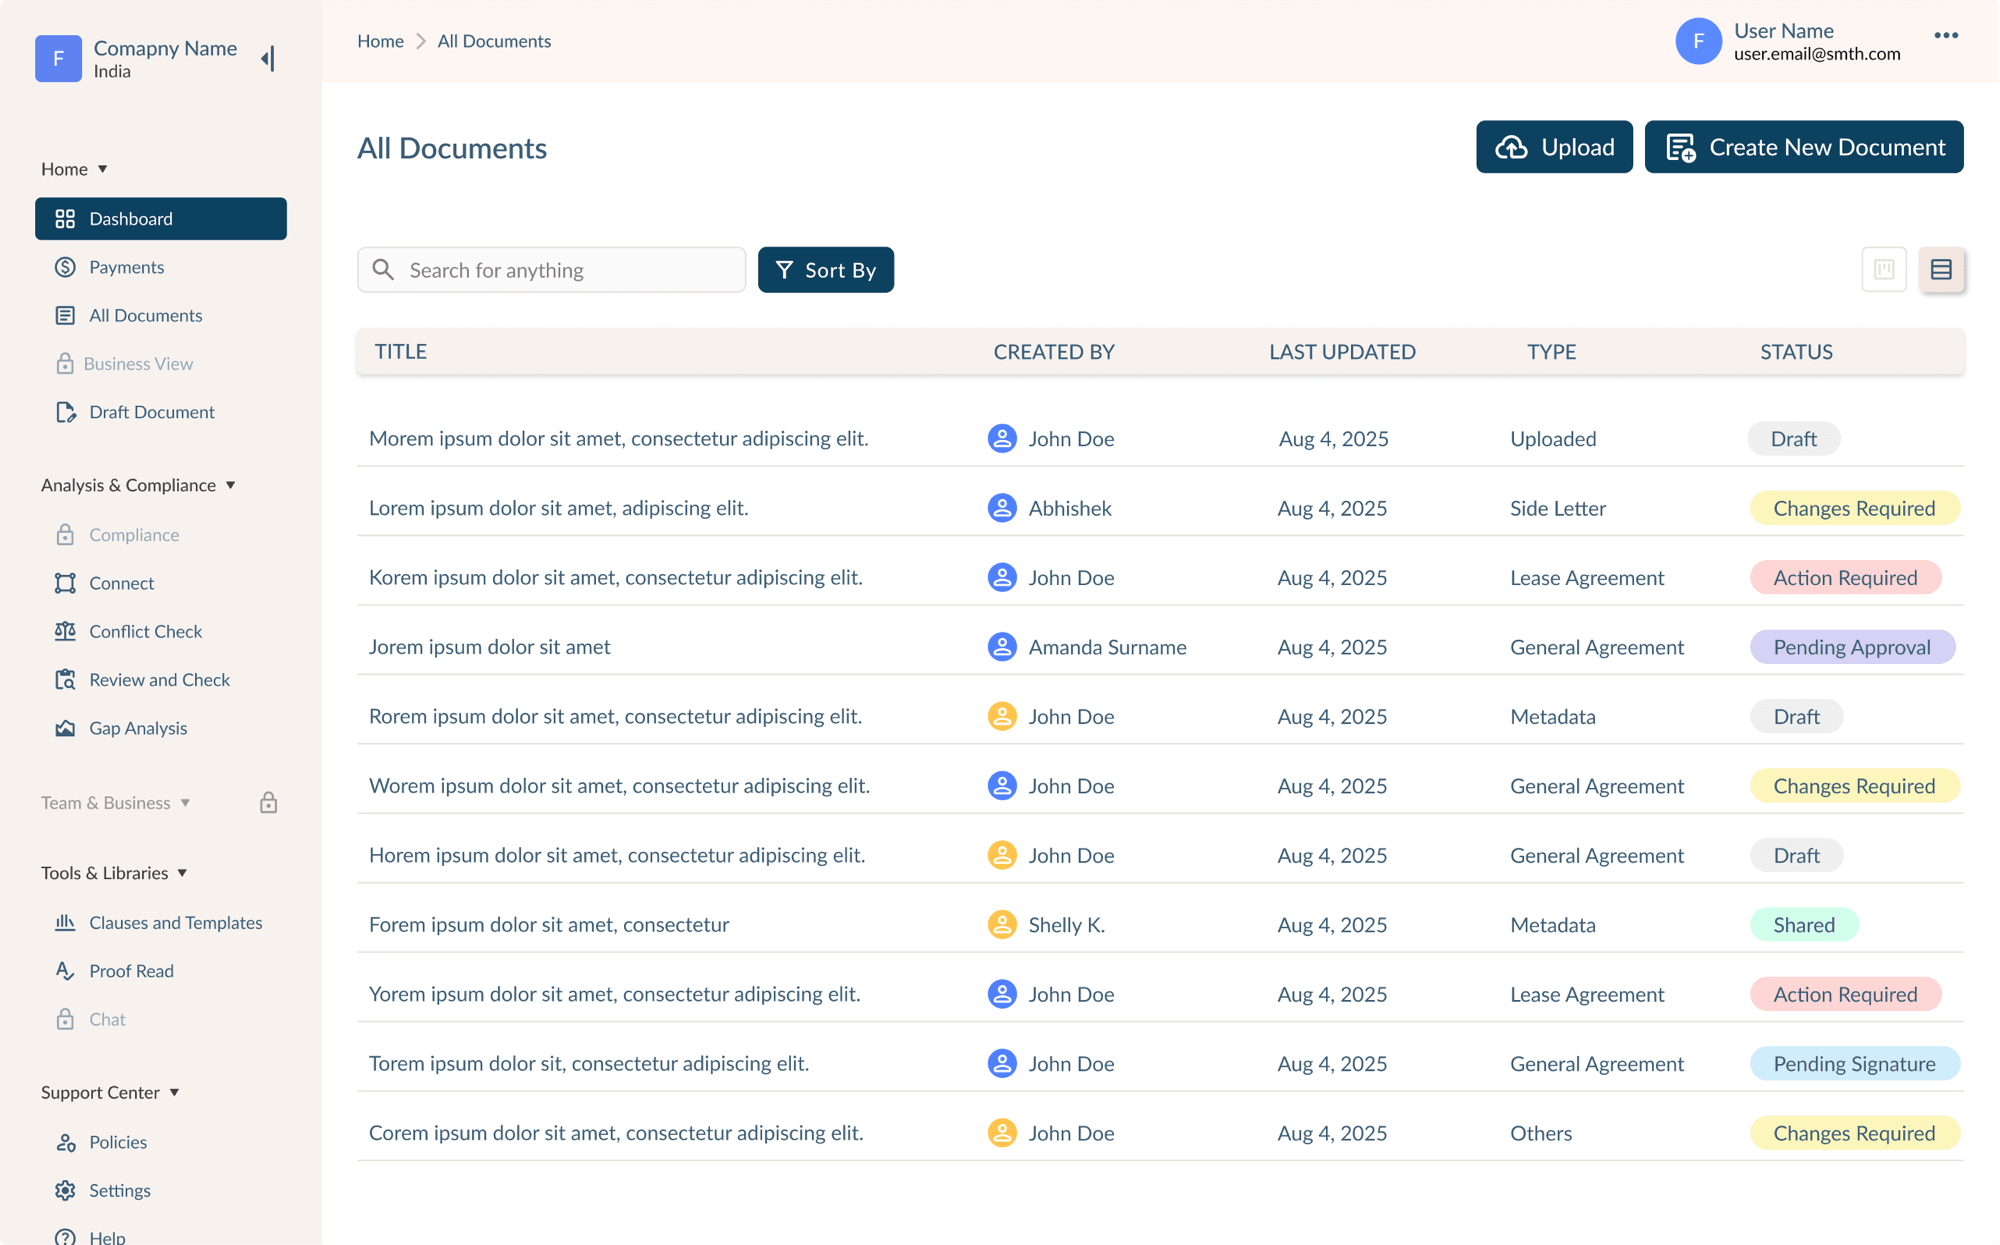 F
Comapny Name
India
Home
Dashboard
Payments
All Documents
Business View
Draft Document
Analysis & Compliance
Compliance
Connect
Conflict Check
Review and Check
Gap Analysis
Team & Business
Tools & Libraries
Clauses and Templates
Proof Read
Chat
Support Center
Policies
Settings
Help
Home > All Documents
F
User Name
user.email@smth.com
All Documents
Upload
Create New Document
Search for anything
Sort By
TITLE CREATED BY LAST UPDATED TYPE STATUS
Morem ipsum dolor sit amet, consectetur adipiscing elit. John Doe Aug 4, 2025 Uploaded Draft
Lorem ipsum dolor sit amet, adipiscing elit. Abhishek Aug 4, 2025 Side Letter Changes Required
Korem ipsum dolor sit amet, consectetur adipiscing elit. John Doe Aug 4, 2025 Lease Agreement Action Required
Jorem ipsum dolor sit amet Amanda Surname Aug 4, 2025 General Agreement Pending Approval
Rorem ipsum dolor sit amet, consectetur adipiscing elit. John Doe Aug 4, 2025 Metadata Draft
Worem ipsum dolor sit amet, consectetur adipiscing elit. John Doe Aug 4, 2025 General Agreement Changes Required
Horem ipsum dolor sit amet, consectetur adipiscing elit. John Doe Aug 4, 2025 General Agreement Draft
Forem ipsum dolor sit amet, consectetur Shelly K. Aug 4, 2025 Metadata Shared
Yorem ipsum dolor sit amet, consectetur adipiscing elit. John Doe Aug 4, 2025 Lease Agreement Action Required
Torem ipsum dolor sit, consectetur adipiscing elit. John Doe Aug 4, 2025 General Agreement Pending Signature
Corem ipsum dolor sit amet, consectetur adipiscing elit. John Doe Aug 4, 2025 Others Changes Required